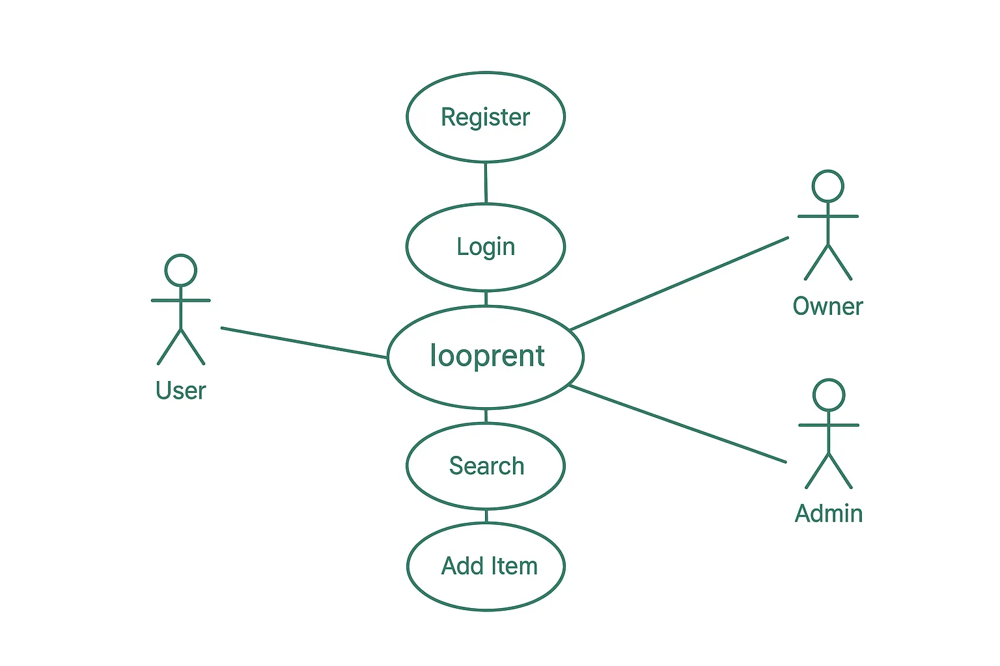 Register
Login
Owner
looprent
User
Search
Admin
Add Item